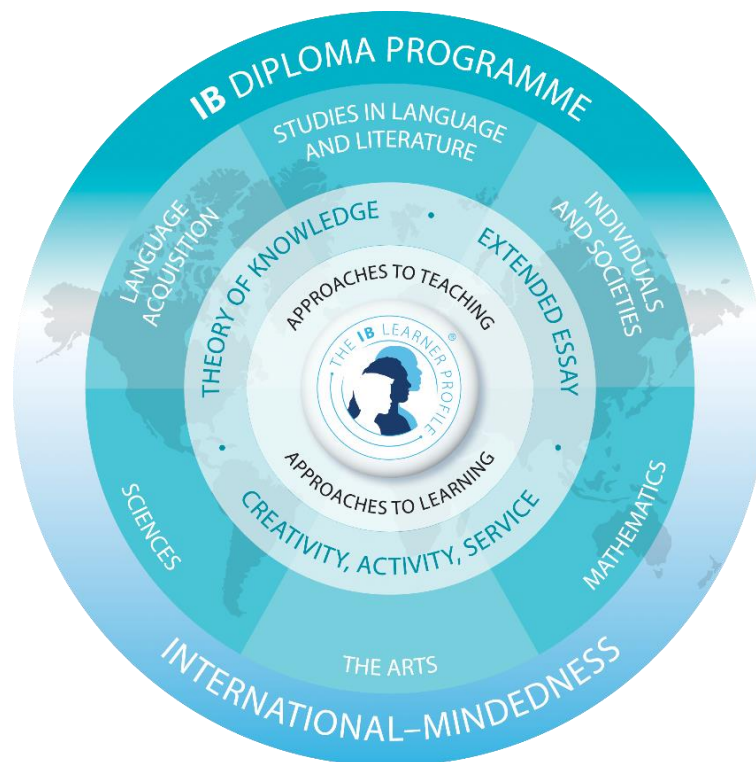 IB DIPLOMA PROGRAMME
STUDIES IN LANGUAGE
AND LITERATURE
LANGUAGE
ACQUISITION
INDIVIDUALS
AND SOCIETIES
THEORY OF KNOWLEDGE
•
EXTENDED ESSAY
•
APPROACHES TO TEACHING
THE IB LEARNER PROFILE
®
APPROACHES TO LEARNING
•
CREATIVITY, ACTIVITY, SERVICE
SCIENCES
MATHEMATICS
THE ARTS
INTERNATIONAL–MINDEDNESS